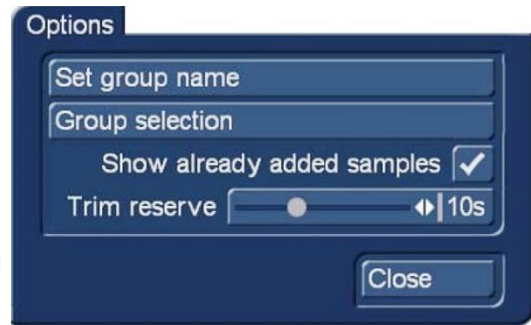 Options
Set group name
Group selection
Show already added samples
Trim reserve 10s
Close